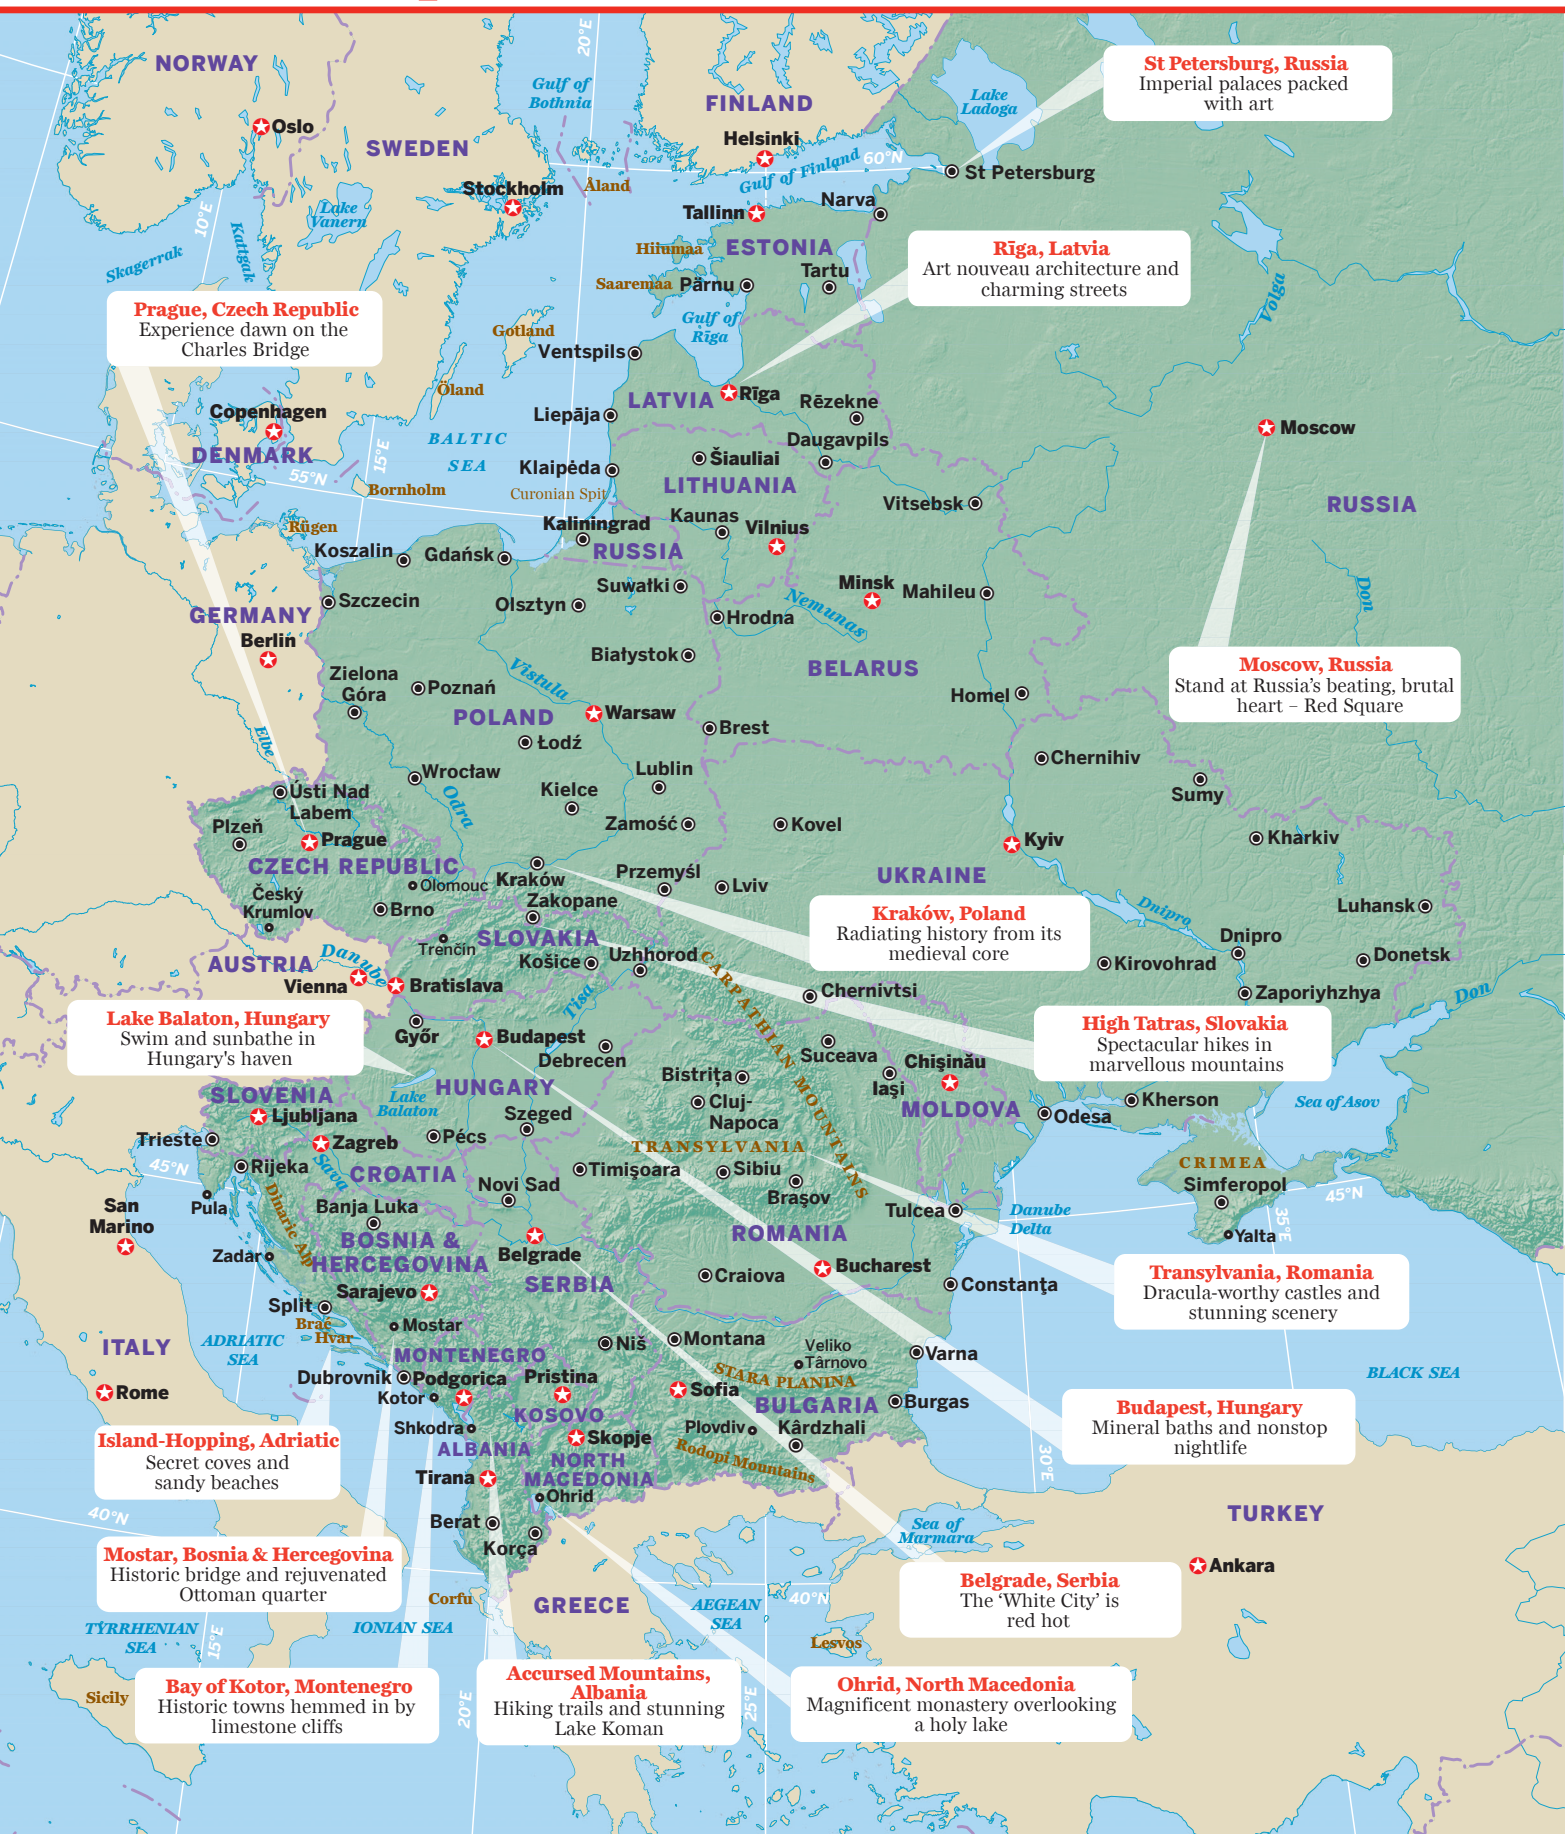 NORWAY
Oslo
SWEDEN
Stockholm
20°E
Gulf of
Bothnia
FINLAND
Helsinki
Åland
Gulf of Finland
60°N
Lake
Ladoga
St Petersburg, Russia
Imperial palaces packed
with art
St Petersburg
Lake
Vanern
10°E
Kattgak
Skagerrak
Tallinn
Narva
ESTONIA
Hiiumaa
Saaremaa
Pärnu
Tartu
Gulf of
Rīga
Rīga, Latvia
Art nouveau architecture and
charming streets
Volga
Prague, Czech Republic
Experience dawn on the
Charles Bridge
Gotland
Ventspils
Öland
LATVIA
Rīga
Rēzekne
Liepāja
Daugavpils
Copenhagen
DENMARK
55°N
15°E
BALTIC
SEA
Bornholm
Klaipėda
Curonian Spit
Šiauliai
LITHUANIA
Moscow
RUSSIA
Vitsebsk
Rügen
Kaliningrad
RUSSIA
Kaunas
Vilnius
Koszalin
Gdańsk
Suwałki
Minsk
Mahileu
Don
Szczecin
Olsztyn
Hrodna
Nemunas
GERMANY
Berlin
Białystok
BELARUS
Moscow, Russia
Stand at Russia’s beating, brutal
heart – Red Square
Zielona
Góra
Poznań
Vistula
POLAND
Warsaw
Homel
Brest
Elbe
Łodź
Chernihiv
Wrocław
Odra
Lublin
Sumy
Ústi Nad
Labem
Kielce
Plzeň
Prague
Zamość
Kovel
Kyiv
Kharkiv
CZECH REPUBLIC
Olomouc
Kraków
Przemyśl
Lviv
UKRAINE
Český
Krumlov
Brno
Zakopane
Kraków, Poland
Radiating history from its
medieval core
Dnipro
Luhansk
Trenčín
SLOVAKIA
Košice
Uzhhorod
Dnipro
Kirovohrad
Donetsk
AUSTRIA
Danube
Vienna
Bratislava
CARPATHIAN MOUNTAINS
Chernivtsi
Zaporiyhzhya
Don
Tisa
Lake Balaton, Hungary
Swim and sunbathe in
Hungary's haven
Győr
Budapest
Debrecen
Suceava
Chişinău
High Tatras, Slovakia
Spectacular hikes in
marvellous mountains
Bistrița
Iaşi
SLOVENIA
Ljubljana
Lake
Balaton
HUNGARY
Szeged
Cluj-
Napoca
MOLDOVA
Odesa
Kherson
Sea of Asov
Trieste
Zagreb
Pécs
TRANSYLVANIA
45°N
Rijeka
Sava
CROATIA
Timişoara
Sibiu
CRIMEA
Simferopol
45°N
Pula
Dinaric Alp
Novi Sad
Braşov
San
Marino
Banja Luka
Tulcea
Danube
Delta
35°E
Yalta
BOSNIA &
HERCEGOVINA
Belgrade
ROMANIA
Zadar
SERBIA
Craiova
Bucharest
Constanţa
Transylvania, Romania
Dracula-worthy castles and
stunning scenery
Sarajevo
Split
Brač
Hvar
Mostar
Niš
Montana
Veliko
Târnovo
Varna
ITALY
ADRIATIC
SEA
MONTENEGRO
STARA PLANINA
BLACK SEA
Rome
Dubrovnik
Podgorica
Kotor
Pristina
Sofia
BULGARIA
Burgas
Budapest, Hungary
Mineral baths and nonstop
nightlife
KOSOVO
Shkodra
ALBANIA
Skopje
Plovdiv
Kârdzhali
Island-Hopping, Adriatic
Secret coves and
sandy beaches
NORTH
MACEDONIA
Rodopi Mountains
30°E
Tirana
Ohrid
40°N
Berat
Korça
Sea of
Marmara
TURKEY
Ankara
Mostar, Bosnia & Hercegovina
Historic bridge and rejuvenated
Ottoman quarter
Belgrade, Serbia
The ‘White City’ is
red hot
Corfu
GREECE
AEGEAN
SEA
40°N
TYRRHENIAN
SEA
15°E
IONIAN SEA
Lesvos
Sicily
Bay of Kotor, Montenegro
Historic towns hemmed in by
limestone cliffs
20°E
Accursed Mountains,
Albania
Hiking trails and stunning
Lake Koman
25°E
Ohrid, North Macedonia
Magnificent monastery overlooking
a holy lake